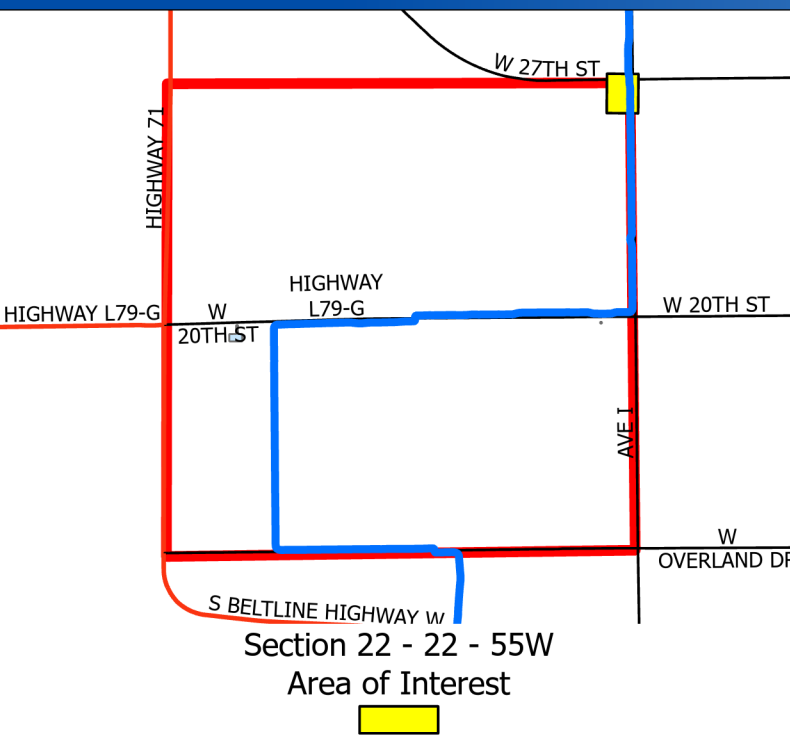 W 27TH ST
HIGHWAY 71
HIGHWAY
L79-G
HIGHWAY L79-G
W
20TH ST
W 20TH ST
AVE I
W
OVERLAND DR
S BELTLINE HIGHWAY W
Section 22 - 22 - 55W
Area of Interest